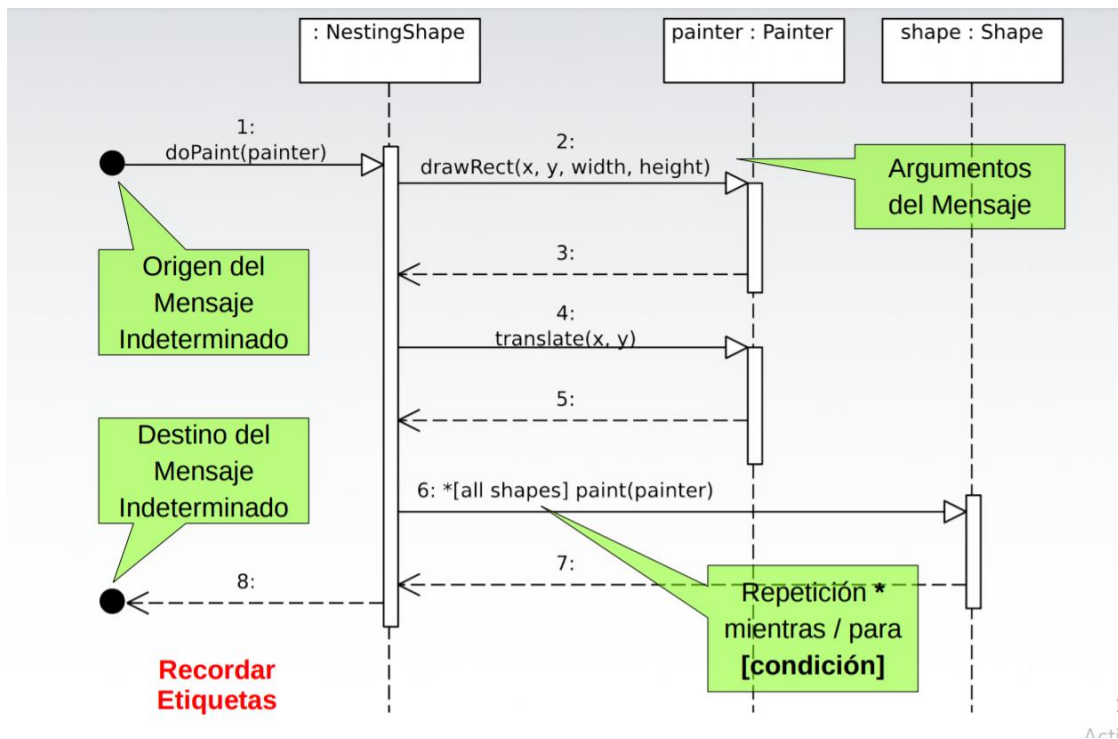 : NestingShape
painter : Painter
shape : Shape
1:
doPaint(painter)
2:
drawRect(x, y, width, height)
Argumentos
del Mensaje
Origen del
Mensaje
Indeterminado
3:
4:
translate(x, y)
5:
Destino del
Mensaje
Indeterminado
6: *[all shapes] paint(painter)
7:
8:
Repetición *
mientras / para
[condición]
Recordar
Etiquetas
Acti